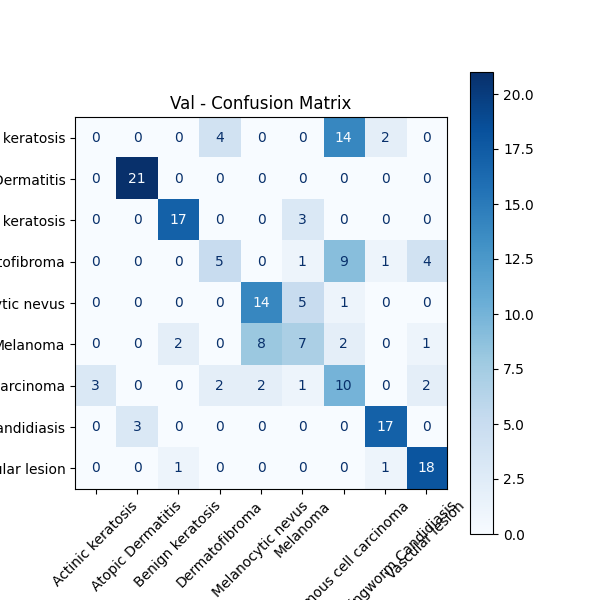 Val - Confusion Matrix
keratosis 0 0 0 4 0 0 14 2 0
Dermatitis 0 21 0 0 0 0 0 0 0
keratosis 0 0 17 0 0 3 0 0 0
tofibroma 0 0 0 5 0 1 9 1 4
tic nevus 0 0 0 0 14 5 1 0 0
Melanoma 0 0 2 0 8 7 2 0 1
arcinoma 3 0 0 2 2 1 10 0 2
andidiasis 0 3 0 0 0 0 0 17 0
lar lesion 0 0 1 0 0 0 0 1 18
Actinic keratosis
Atopic Dermatitis
Benign keratosis
Dermatofibroma
Melanocytic nevus
Melanoma
mous cell carcinoma
ngworm Candidiasis
Vascular lesion
20.0
17.5
15.0
12.5
10.0
7.5
5.0
2.5
0.0